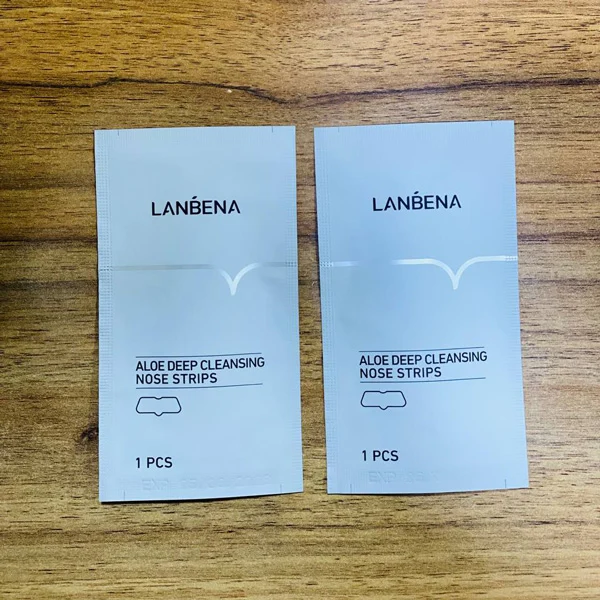 LANBENA
ALOE DEEP CLEANSING
NOSE STRIPS
1 PCS
LANBENA
ALOE DEEP CLEANSING
NOSE STRIPS
1 PCS